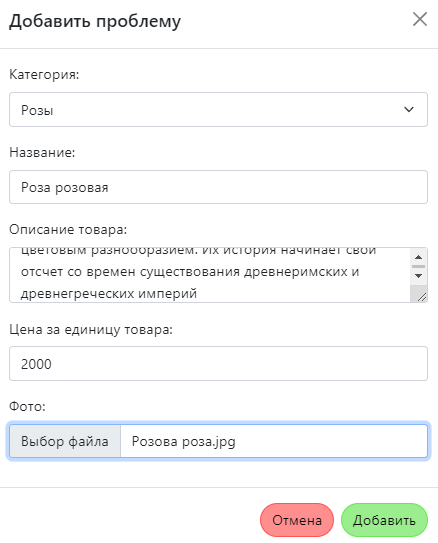 Добавить проблему
Категория:
Розы
Название:
Роза розовая
Описание товара:
цветовым разнообразием. Их история начинает свой
отсчет со времен существования древнеримских и
древнегреческих империй
Цена за единицу товара:
2000
Фото:
Выбор файла Розова роза.jpg
Отмена Добавить